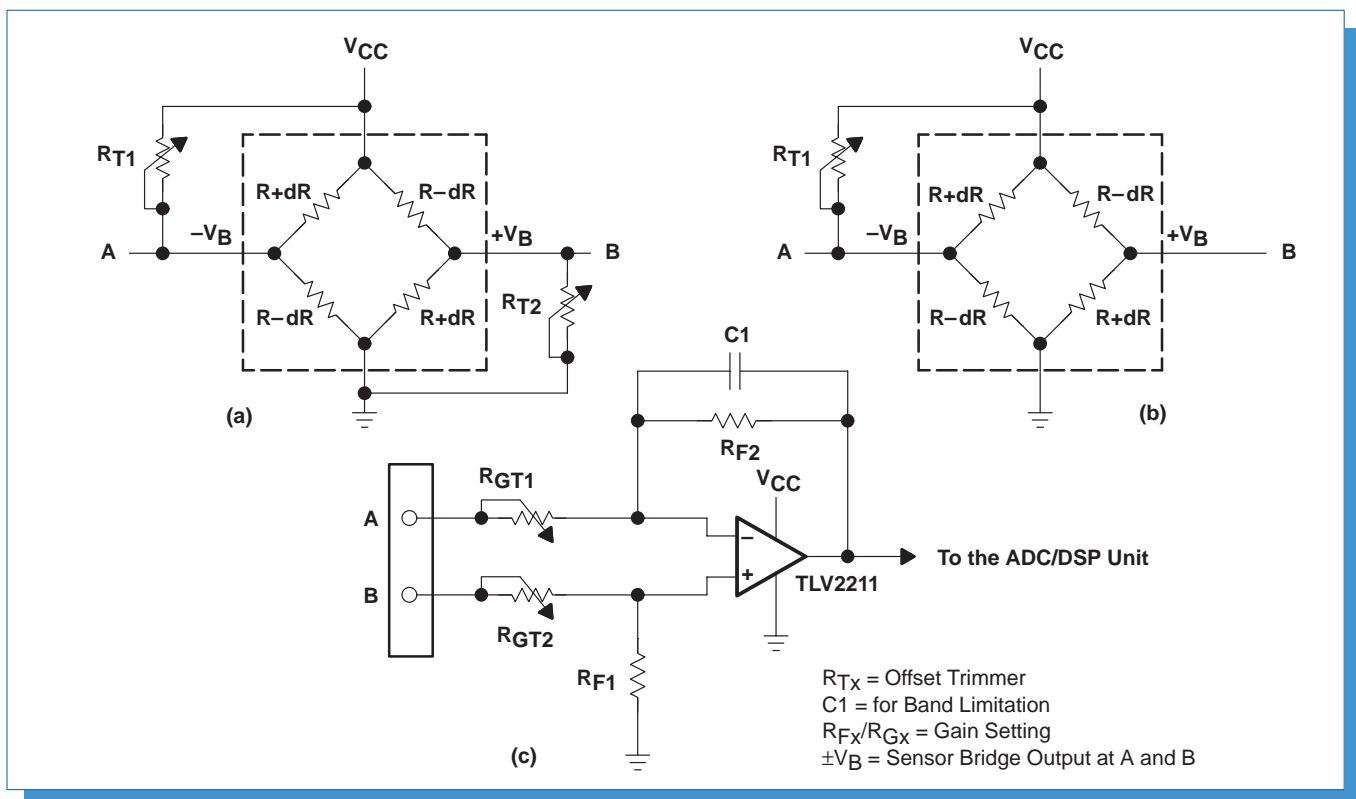 VCC
RT1
R+dR
R−dR
A
−VB
+VB
B
RT2
R−dR
R+dR
(a)
VCC
RT1
R+dR
R−dR
A
−VB
+VB
B
R−dR
R+dR
(b)
C1
RF2
RGT1
VCC
A
−
To the ADC/DSP Unit
TLV2211
B
+
RGT2
RF1
(c)
RTx = Offset Trimmer
C1 = for Band Limitation
RFx/RGx = Gain Setting
±VB = Sensor Bridge Output at A and B